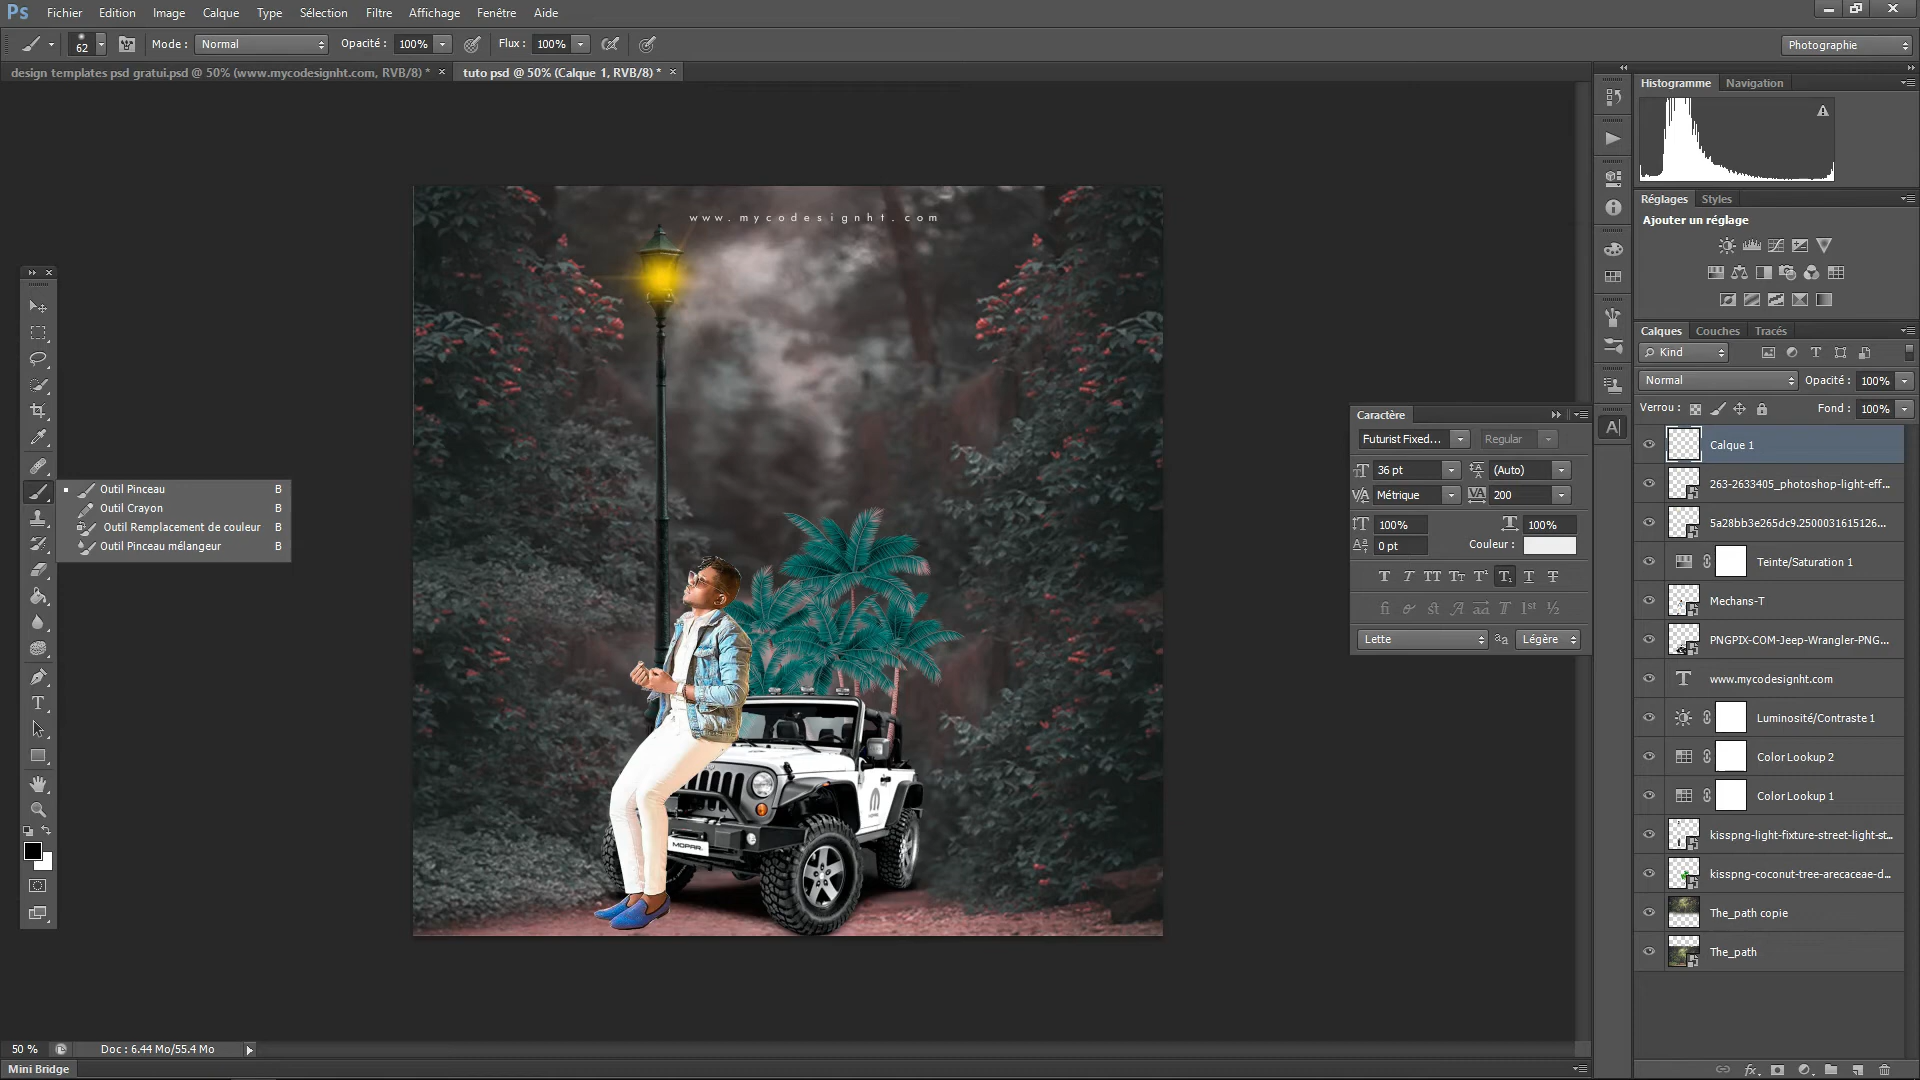 Ps Fichier Edition Image Calque Type Sélection Filtre Affichage Fenêtre Aide
62 Mode : Normal Opacité : 100% Flux : 100% Photographie
design templates psd gratui.psd @ 50% (www.mycodesignht.com, RVB/8) * × tuto psd @ 50% (Calque 1, RVB/8) * ×
Histogramme Navigation
www.mycodesignht.com
Réglages Styles
Ajouter un réglage
Calques Couches Tracés
Kind
Normal Opacité : 100%
Verrou : Fond : 100%
Caractère
Futurist Fixed... Regular
36 pt (Auto)
Métrique 200
100% 100%
0 pt Couleur :
Lette aa Légère
Outil Pinceau B
Outil Crayon B
Outil Remplacement de couleur B
Outil Pinceau mélangeur B
Calque 1
263-2633405_photoshop-light-eff...
5a28bb3e265dc9.2500031615126...
Teinte/Saturation 1
Mechans-T
PNGPIX-COM-Jeep-Wrangler-PNG...
www.mycodesignht.com
Luminosité/Contraste 1
Color Lookup 2
Color Lookup 1
kisspng-light-fixture-street-light-st...
kisspng-coconut-tree-arecaceae-d...
The_path copie
The_path
MOPAR.
50 % Doc : 6.44 Mo/55.4 Mo
Mini Bridge